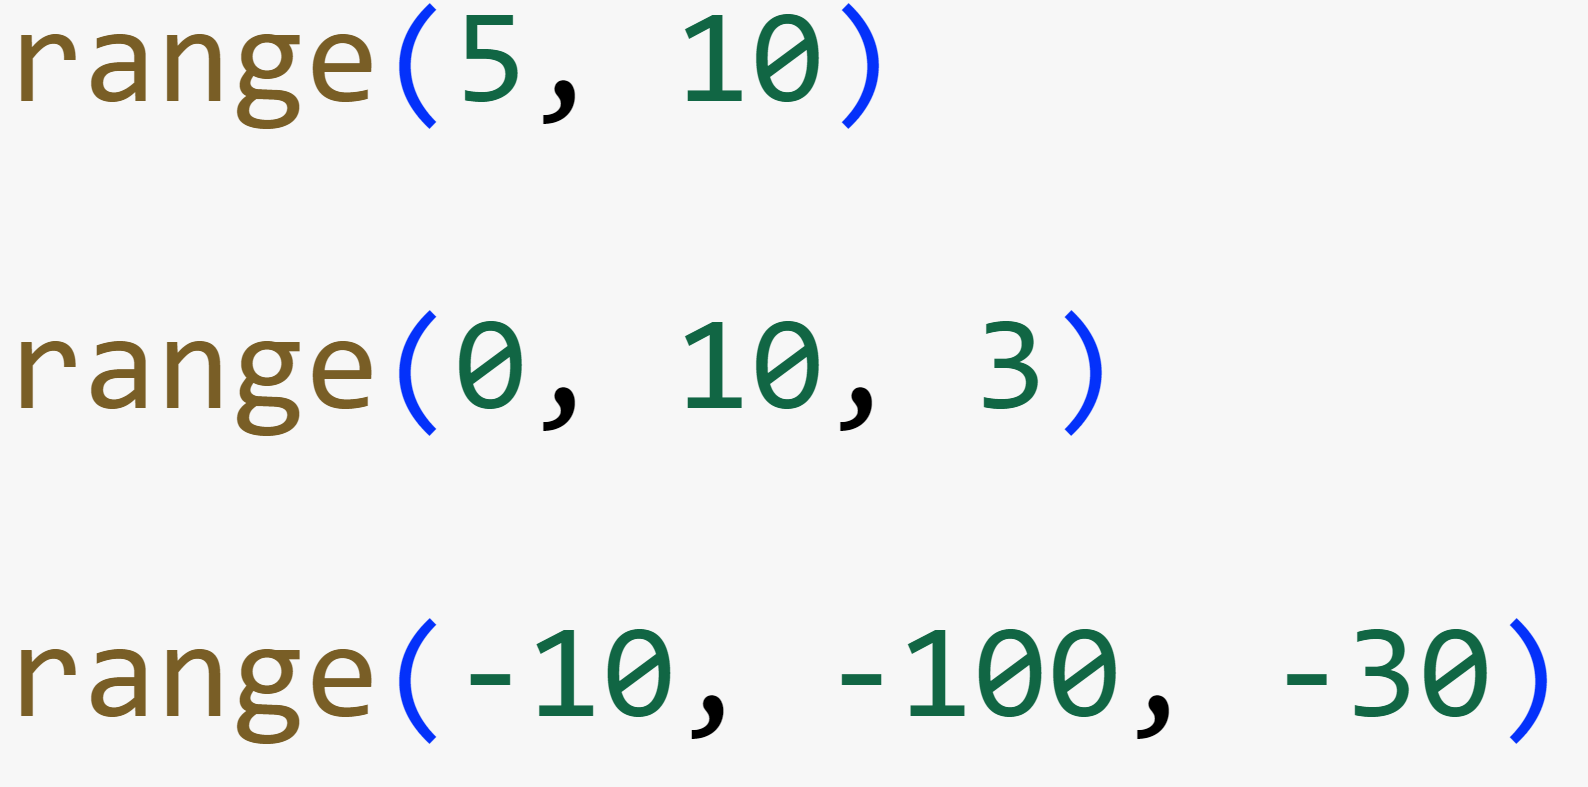 range(5, 10)
range(0, 10, 3)
range(-10, -100, -30)